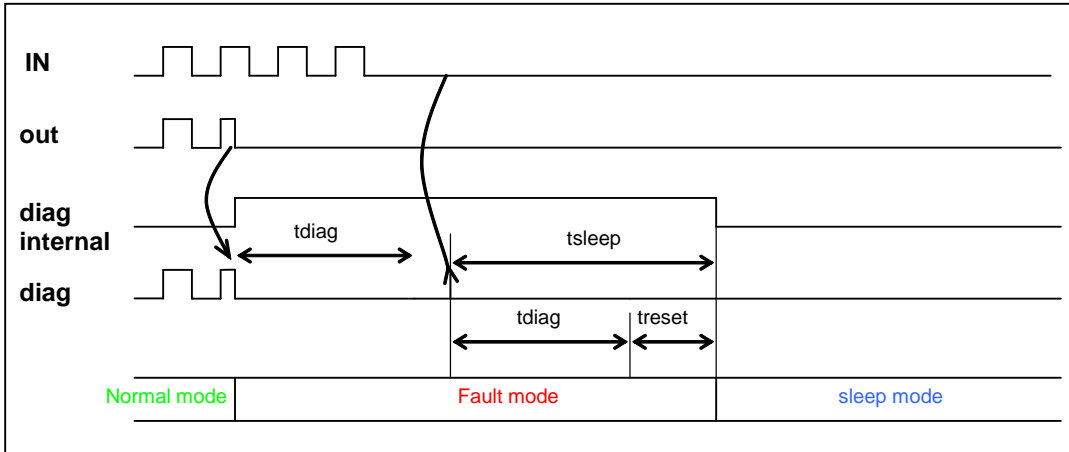 IN
out
diag
internal
tdiag
tsleep
diag
tdiag
treset
Normal mode
Fault mode
sleep mode